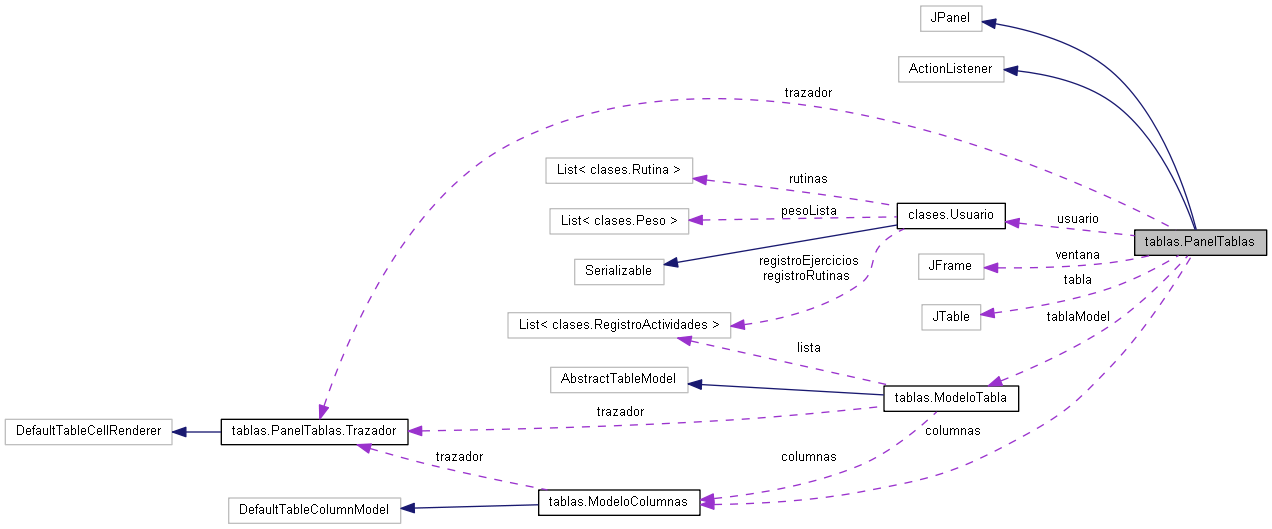 JPanel
ActionListener
trazador
List< clases.Rutina >
rutinas
List< clases.Peso >
pesoLista
clases.Usuario
usuario
tablas.PanelTablas
Serializable
registroEjercicios
registroRutinas
JFrame
ventana
tabla
List< clases.RegistroActividades >
JTable
tablaModel
lista
AbstractTableModel
tablas.ModeloTabla
trazador
DefaultTableCellRenderer
tablas.PanelTablas.Trazador
columnas
trazador
columnas
DefaultTableColumnModel
tablas.ModeloColumnas